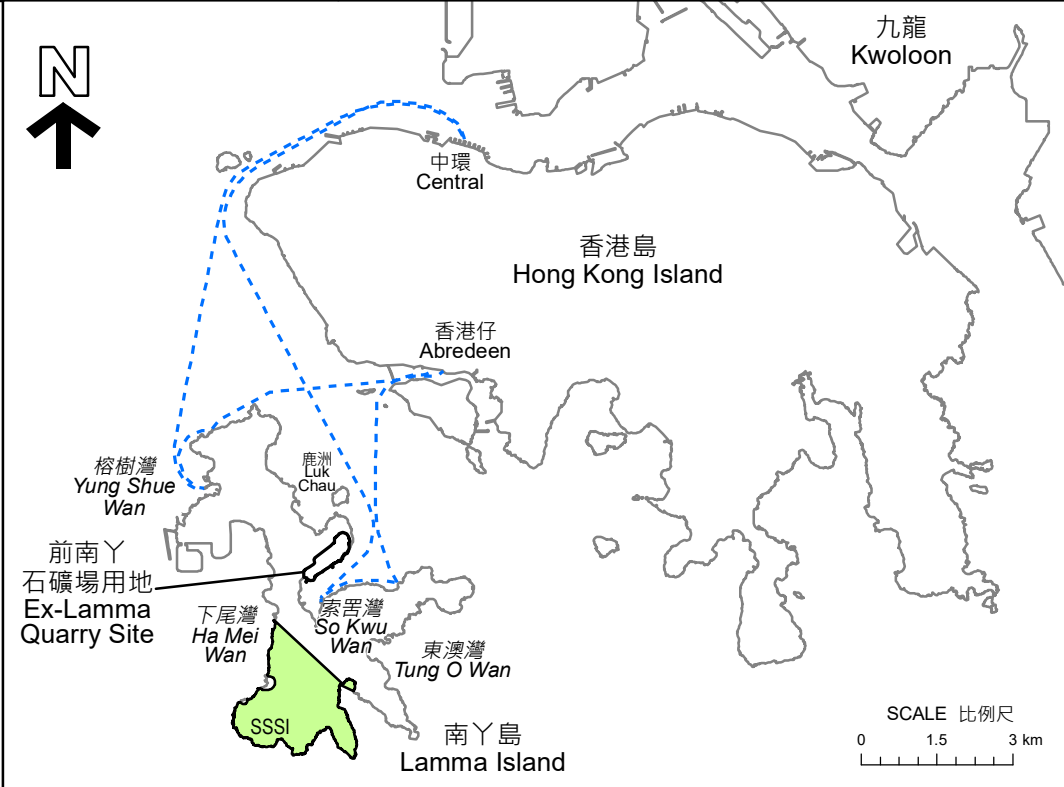 N
九龍
Kwoloon
中環
Central
香港島
Hong Kong Island
香港仔
Abredeen
榕樹灣
Yung Shue
Wan
鹿洲
Luk
Chau
前南丫
石礦場用地
Ex-Lamma
Quarry Site
下尾灣
Ha Mei
Wan
索罟灣
So Kwu
Wan
東澳灣
Tung O Wan
SSSI
南丫島
Lamma Island
SCALE 比例尺
0 1.5 3 km